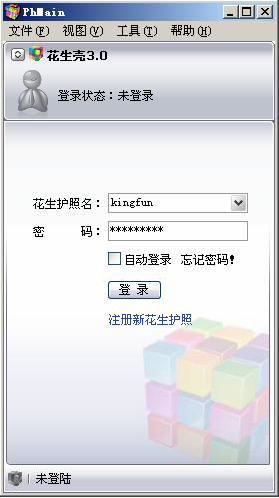 PhMain
文件(F) 视图(V) 工具(T) 帮助(H)
花生壳3.0
登录状态：未登录
花生护照名： kingfun
密 码： *********
自动登录 忘记密码!
登 录
注册新花生护照
未登陆